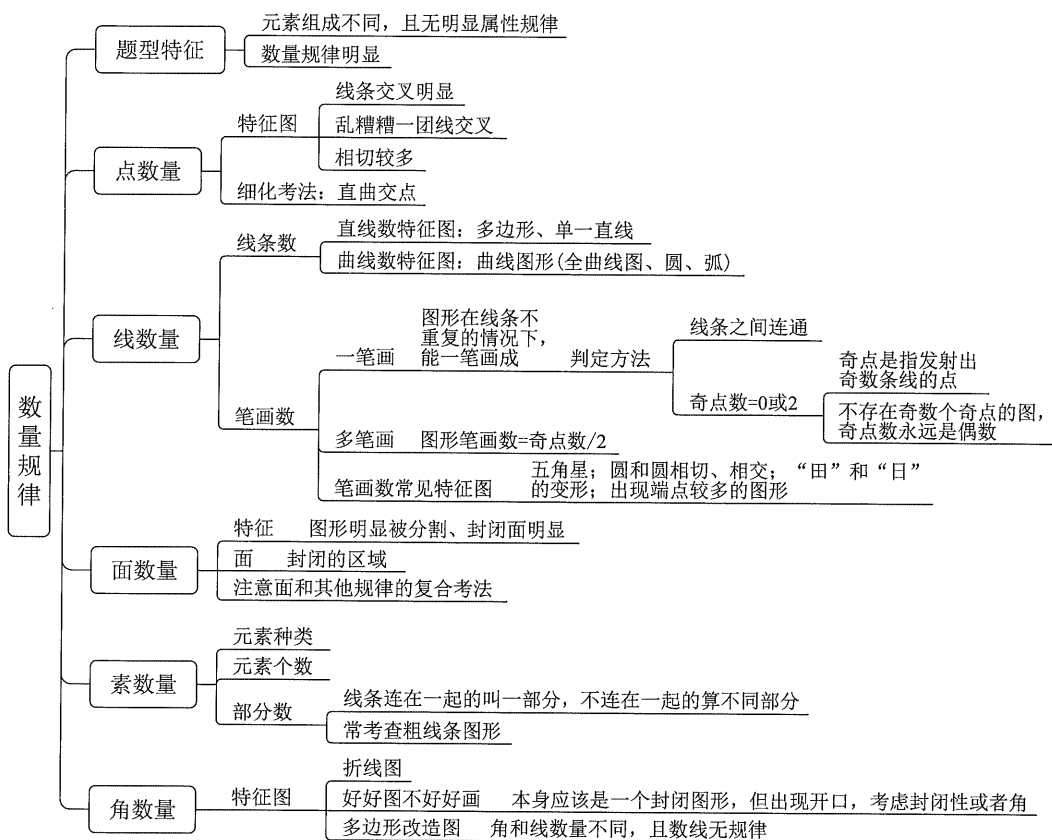 数量规律
题型特征
元素组成不同，且无明显属性规律
数量规律明显
点数量
特征图
线条交叉明显
乱糟糟一团线交叉
相切较多
细化考法：直曲交点
线数量
线条数
直线数特征图：多边形、单一直线
曲线数特征图：曲线图形(全曲线图、圆、弧)
笔画数
一笔画
图形在线条不
重复的情况下，
能一笔画成
判定方法
线条之间连通
奇点数=0或2
奇点是指发射出
奇数条线的点
不存在奇数个奇点的图，
奇点数永远是偶数
多笔画 图形笔画数=奇点数/2
笔画数常见特征图
五角星；圆和圆相切、相交；“田”和“日”
的变形；出现端点较多的图形
面数量
特征 图形明显被分割、封闭面明显
面 封闭的区域
注意面和其他规律的复合考法
素数量
元素种类
元素个数
部分数
线条连在一起的叫一部分，不连在一起的算不同部分
常考查粗线条图形
角数量
特征图
折线图
好好图不好好画 本身应该是一个封闭图形，但出现开口，考虑封闭性或者角
多边形改造图 角和线数量不同，且数线无规律